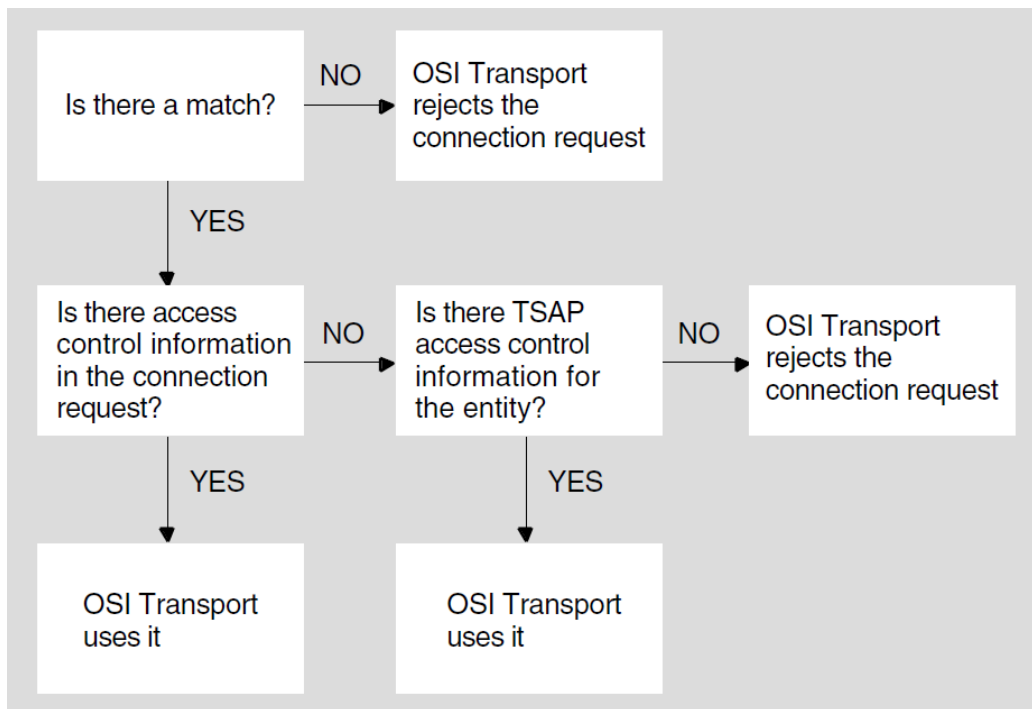 Is there a match?
NO
OSI Transport
rejects the
connection request
YES
Is there access
control information
in the connection
request?
NO
Is there TSAP
access control
information for
the entity?
NO
OSI Transport
rejects the
connection request
YES
YES
OSI Transport
uses it
OSI Transport
uses it